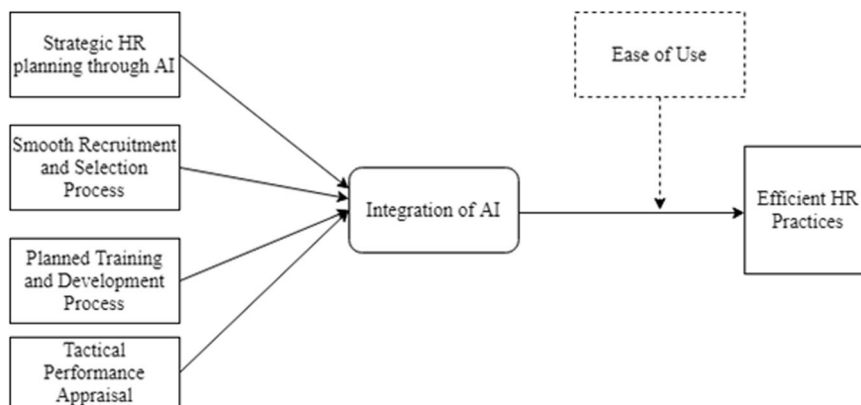 Strategic HR
planning through AI
Smooth Recruitment
and Selection
Process
Planned Training
and Development
Process
Tactical
Performance
Appraisal
Integration of AI
Ease of Use
Efficient HR
Practices